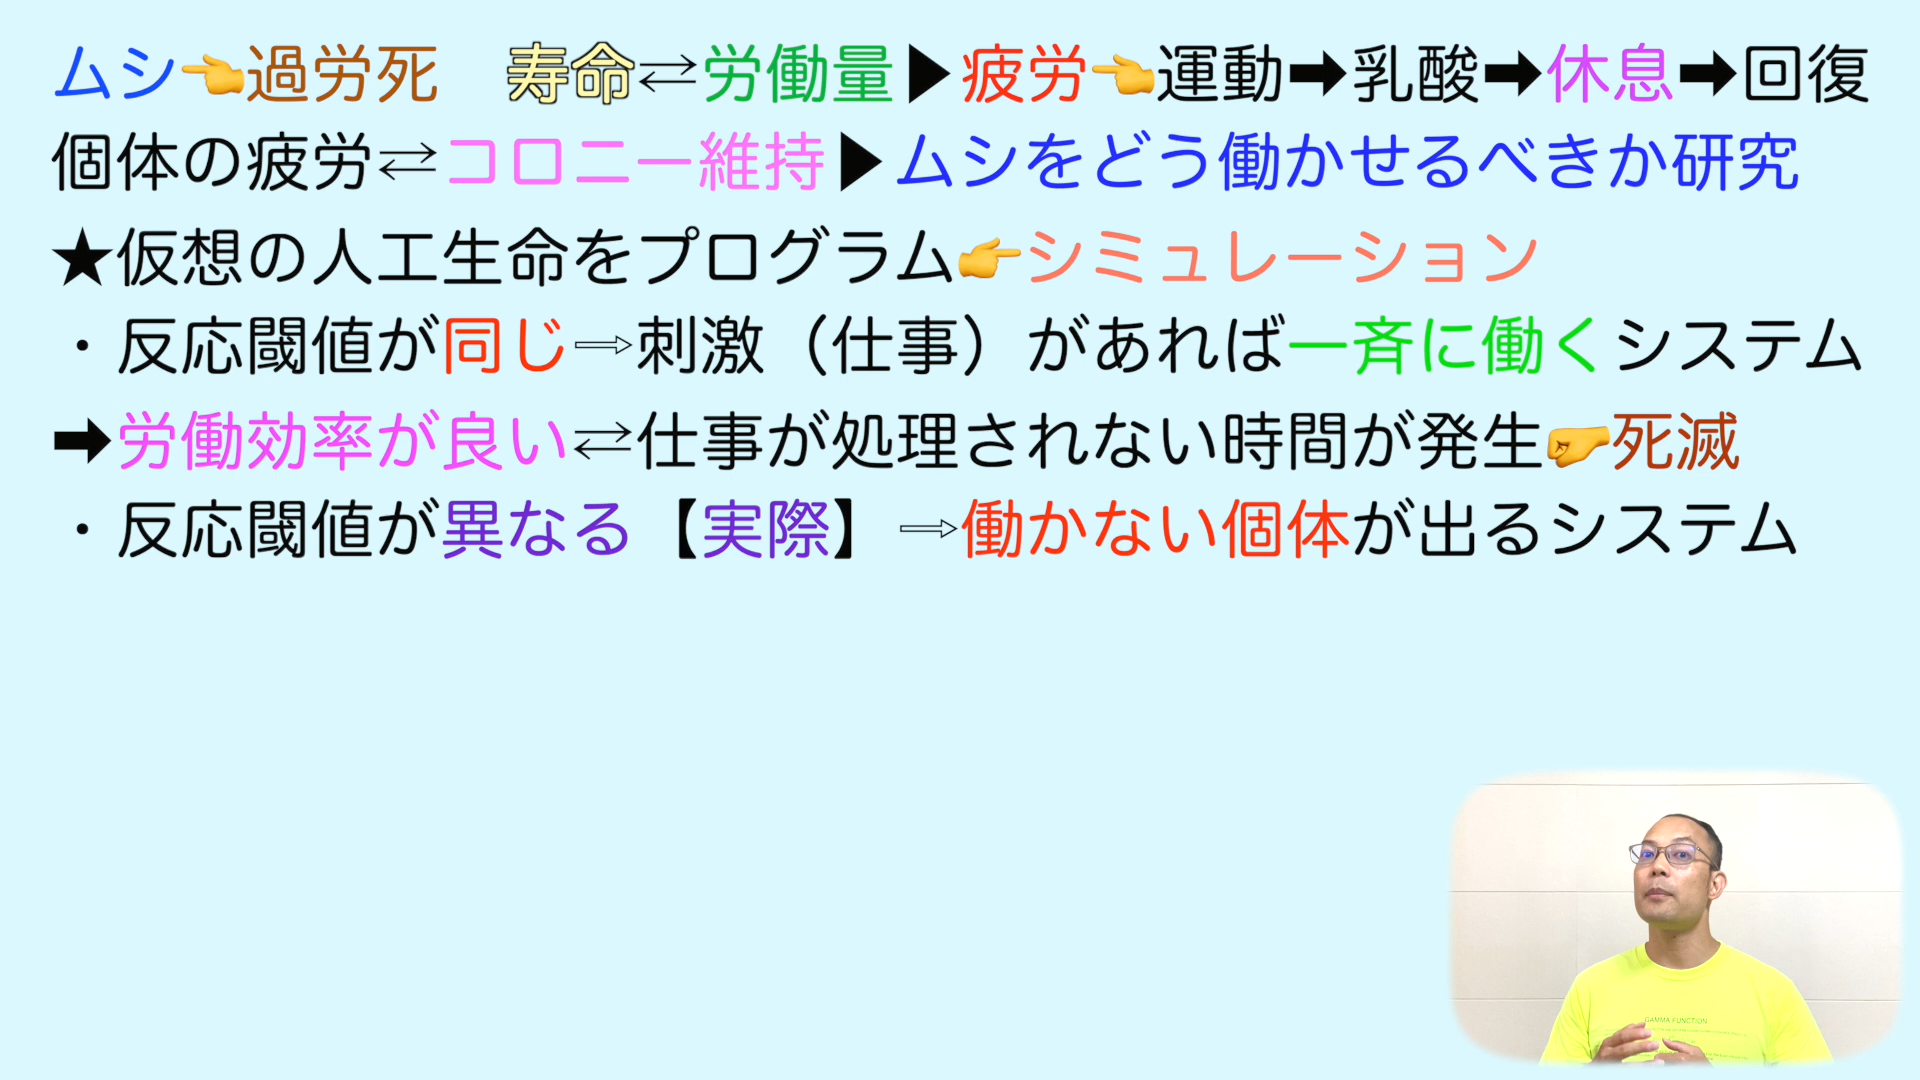 ムシ👈過労死　寿命⇄労働量▶疲労👈運動➡乳酸➡休息➡回復
個体の疲労⇄コロニー維持▶ムシをどう働かせるべきか研究
★仮想の人工生命をプログラム👉シミュレーション
・反応閾値が同じ⇨刺激（仕事）があれば一斉に働くシステム
➡労働効率が良い⇄仕事が処理されない時間が発生🤛死滅
・反応閾値が異なる【実際】⇨働かない個体が出るシステム
GAMMA FUNCTION